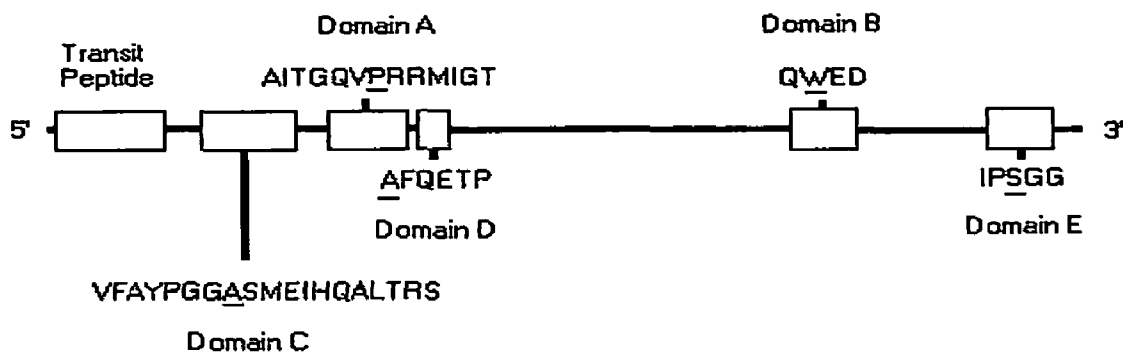 Domain A
Domain B
Transit
Peptide
AITGQVPRRMIGT
QWED
5'
3'
AFQETP
IPSGG
Domain D
Domain E
VFAYPGGASMEIHQALTRS
Domain C